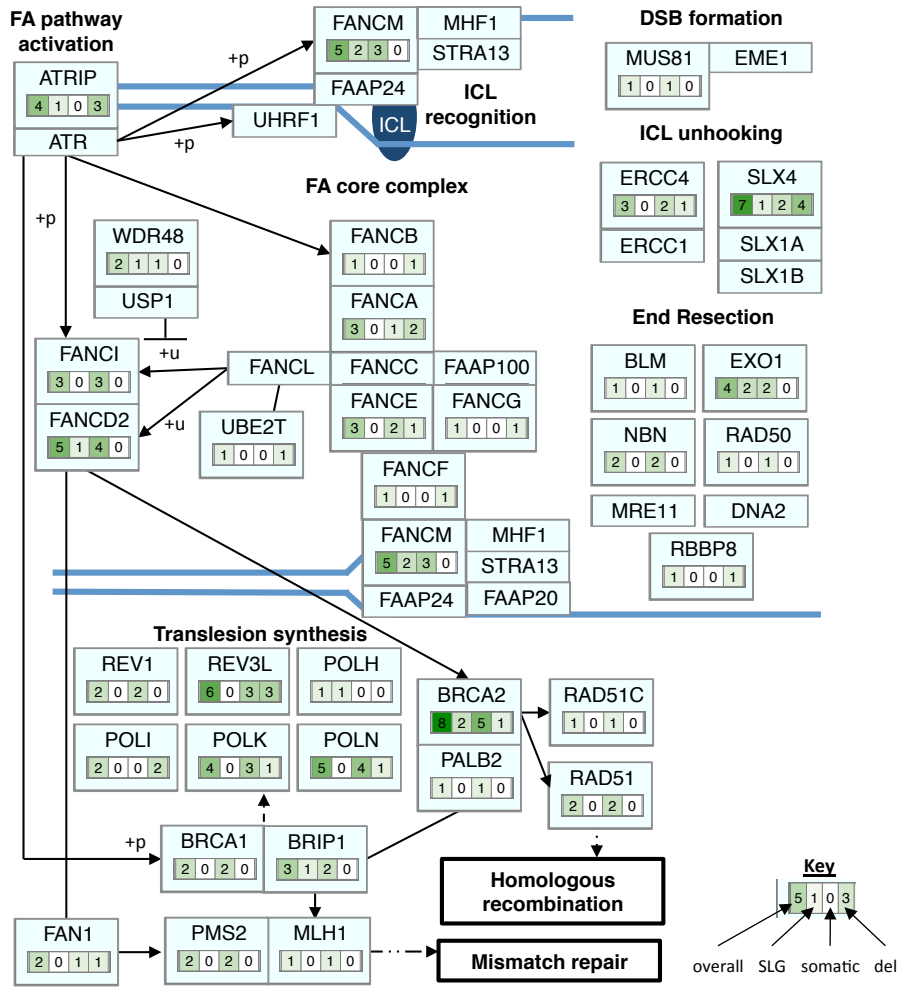 FA pathway
activation
ATRIP
4 1 0 3
ATR
+p
+p
+p
FANCM
5 2 3 0
MHF1
STRA13
FAAP24
UHRF1
ICL
ICL
recognition
DSB formation
MUS81
1 0 1 0
EME1
ICL unhooking
ERCC4
3 0 2 1
ERCC1
SLX4
7 1 2 4
SLX1A
SLX1B
FA core complex
WDR48
2 1 1 0
USP1
FANCB
1 0 0 1
FANCA
3 0 1 2
FANCI
3 0 3 0
+u
FANCL
FANCC
FAAP100
FANCD2
5 1 4 0
+u
UBE2T
1 0 0 1
FANCE
3 0 2 1
FANCG
1 0 0 1
FANCF
1 0 0 1
FANCM
5 2 3 0
MHF1
STRA13
FAAP24
FAAP20
End Resection
BLM
1 0 1 0
EXO1
4 2 2 0
NBN
2 0 2 0
RAD50
1 0 1 0
MRE11
DNA2
RBBP8
1 0 0 1
Translesion synthesis
REV1
2 0 2 0
REV3L
6 0 3 3
POLH
1 1 0 0
POLI
2 0 0 2
POLK
4 0 3 1
POLN
5 0 4 1
BRCA2
8 2 5 1
PALB2
1 0 1 0
RAD51C
1 0 1 0
RAD51
2 0 2 0
+p
BRCA1
2 0 2 0
BRIP1
3 1 2 0
Homologous
recombination
FAN1
2 0 1 1
PMS2
2 0 2 0
MLH1
1 0 1 0
Mismatch repair
Key
5 1 0 3
overall SLG somatic del